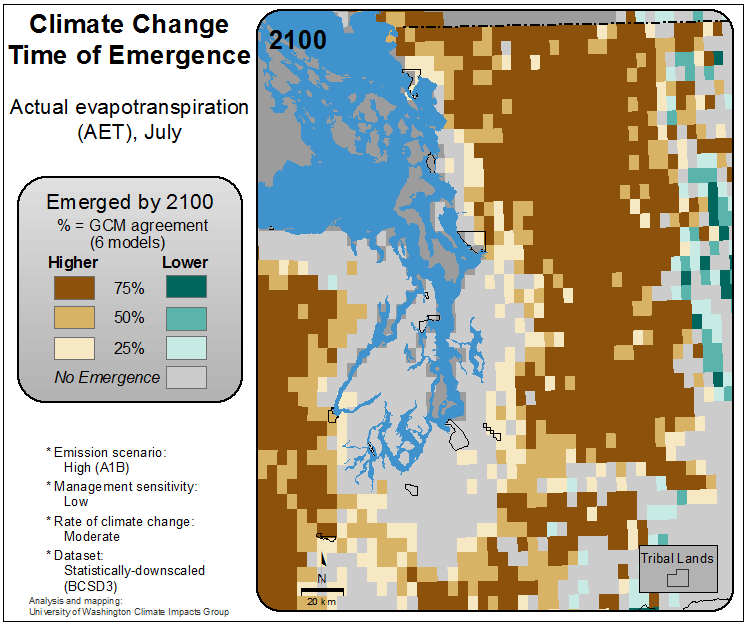 Climate Change
Time of Emergence
Actual evapotranspiration
(AET), July
Emerged by 2100
% = GCM agreement
(6 models)
Higher Lower
75%
50%
25%
No Emergence
* Emission scenario:
High (A1B)
* Management sensitivity:
Low
* Rate of climate change:
Moderate
* Dataset:
Statistically-downscaled
(BCSD3)
Analysis and mapping:
University of Washington Climate Impacts Group
2100
N
20 km
Tribal Lands